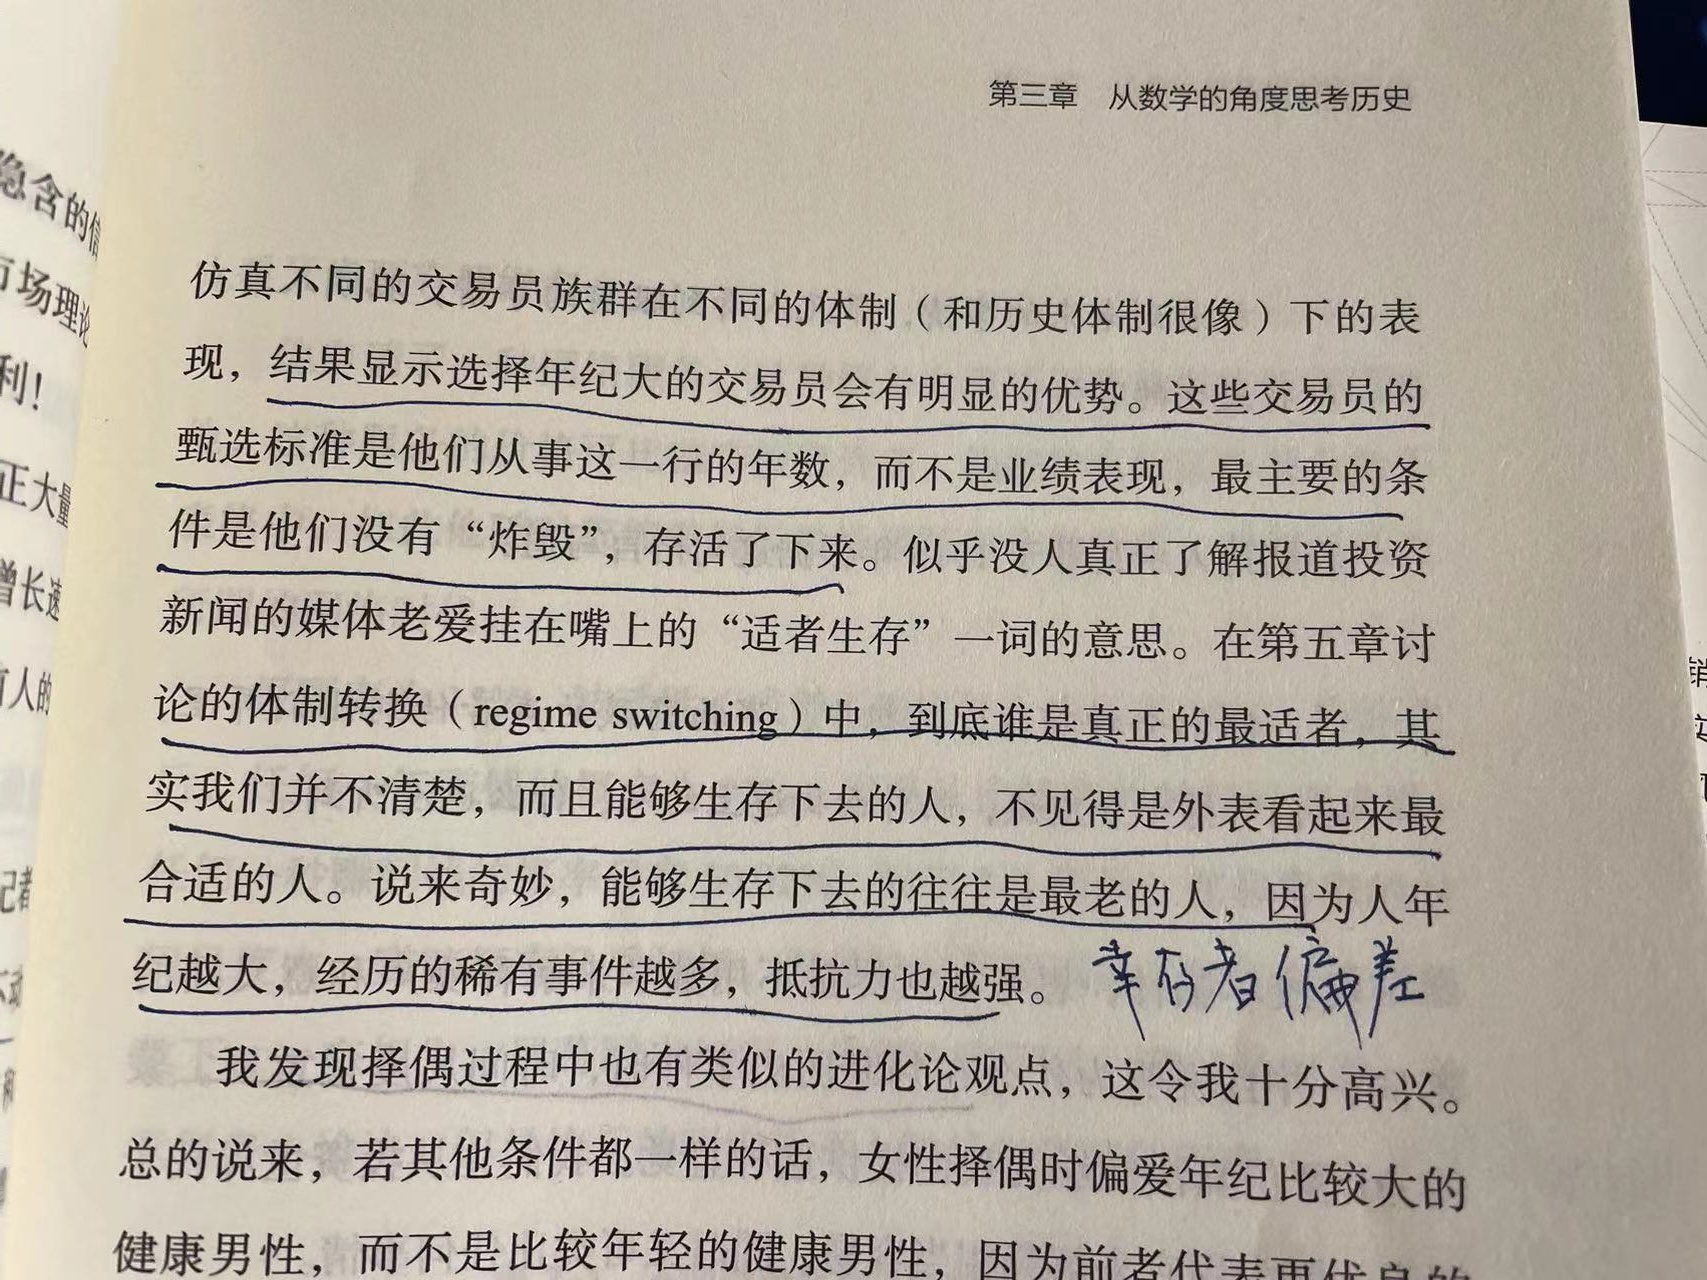 第三章 从数学的角度思考历史
仿真不同的交易员族群在不同的体制（和历史体制很像）下的表
现，结果显示选择年纪大的交易员会有明显的优势。这些交易员的
甄选标准是他们从事这一行的年数，而不是业绩表现，最主要的条
件是他们没有“炸毁”，存活了下来。似乎没人真正了解报道投资
新闻的媒体老爱挂在嘴上的“适者生存”一词的意思。在第五章讨
论的体制转换（regime switching）中，到底谁是真正的最适者，其
实我们并不清楚，而且能够生存下去的人，不见得是外表看起来最
合适的人。说来奇妙，能够生存下去的往往是最老的人，因为人年
纪越大，经历的稀有事件越多，抵抗力也越强。
幸存者偏差
我发现择偶过程中也有类似的进化论观点，这令我十分高兴。
总的说来，若其他条件都一样的话，女性择偶时偏爱年纪比较大的
健康男性，而不是比较年轻的健康男性，因为前者代表更优良的
隐含的信
市场理论
利！
正大量
增长速
有人的
记者